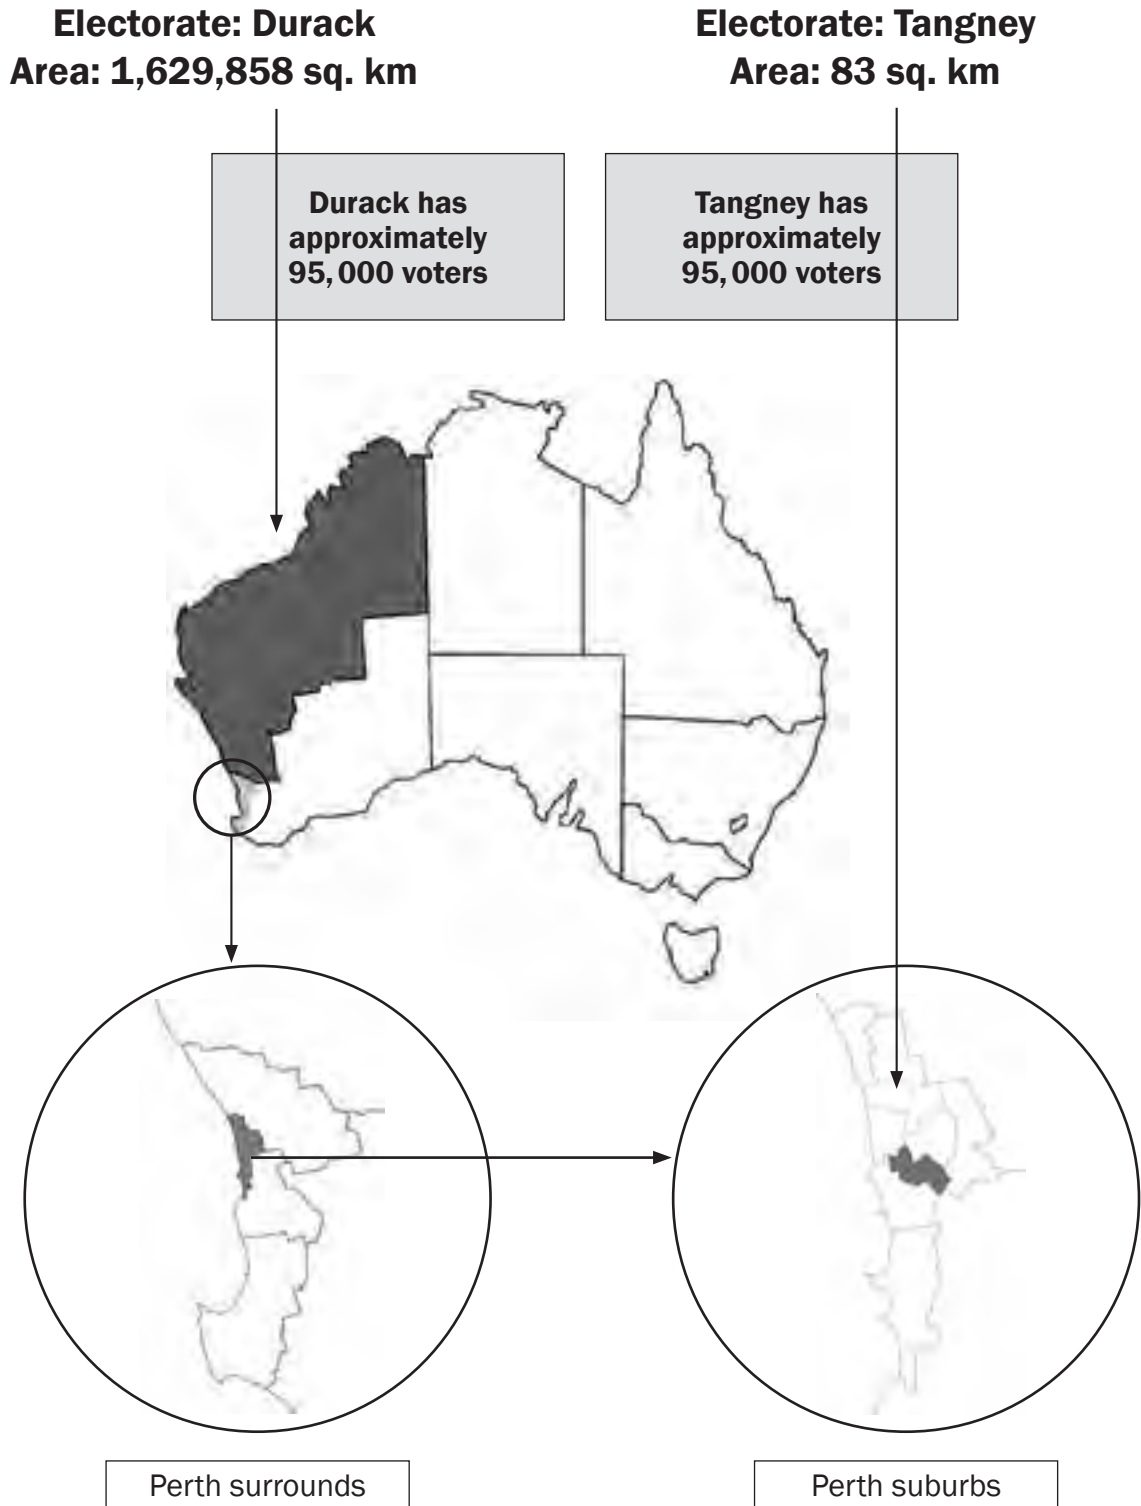 Electorate: Durack
Area: 1,629,858 sq. km
Electorate: Tangney
Area: 83 sq. km
Durack has
approximately
95,000 voters
Tangney has
approximately
95,000 voters
Perth surrounds
Perth suburbs